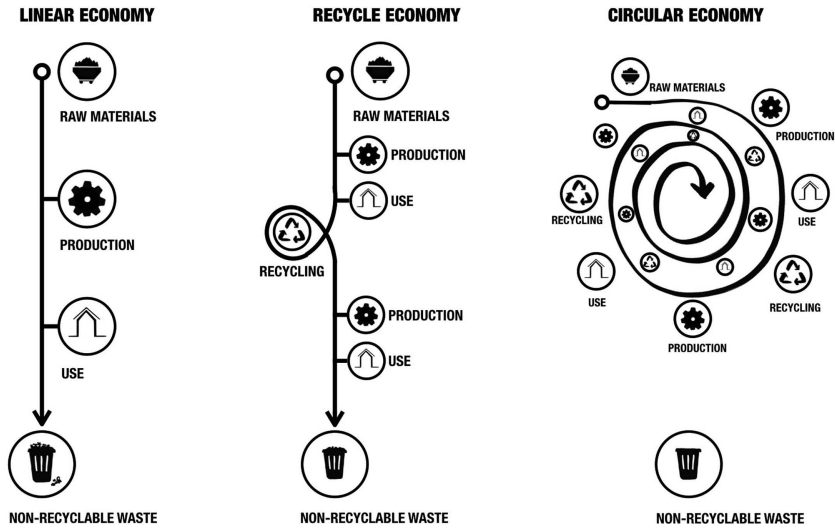 LINEAR ECONOMY
RAW MATERIALS
PRODUCTION
USE
NON-RECYCLABLE WASTE
RECYCLE ECONOMY
RAW MATERIALS
PRODUCTION
USE
RECYCLING
PRODUCTION
USE
NON-RECYCLABLE WASTE
CIRCULAR ECONOMY
RAW MATERIALS
PRODUCTION
USE
RECYCLING
PRODUCTION
USE
RECYCLING
NON-RECYCLABLE WASTE